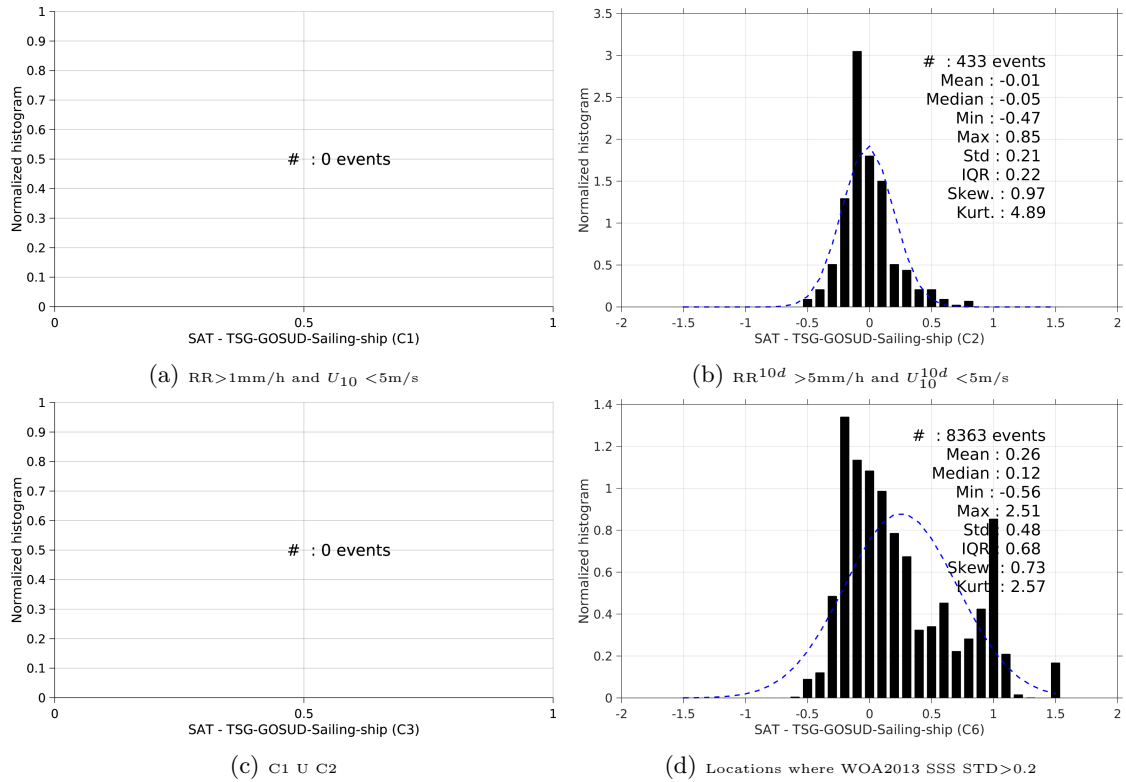 1
0.9
0.8
0.7
0.6
0.5
0.4
0.3
0.2
0.1
0
Normalized histogram
# : 0 events
0 0.5 1
SAT - TSG-GOSUD-Sailing-ship (C1)
(a) RR>1mm/h and U10 <5m/s
3.5
3
2.5
2
1.5
1
0.5
0
Normalized histogram
# : 433 events
Mean : -0.01
Median : -0.05
Min : -0.47
Max : 0.85
Std : 0.21
IQR : 0.22
Skew. : 0.97
Kurt. : 4.89
-2 -1.5 -1 -0.5 0 0.5 1 1.5 2
SAT - TSG-GOSUD-Sailing-ship (C2)
(b) RR10d >5mm/h and U10d10 <5m/s
1
0.9
0.8
0.7
0.6
0.5
0.4
0.3
0.2
0.1
0
Normalized histogram
# : 0 events
0 0.5 1
SAT - TSG-GOSUD-Sailing-ship (C3)
(c) C1 U C2
1.4
1.2
1
0.8
0.6
0.4
0.2
0
Normalized histogram
# : 8363 events
Mean : 0.26
Median : 0.12
Min : -0.56
Max : 2.51
Std : 0.48
IQR : 0.68
Skew. : 0.73
Kurt. : 2.57
-2 -1.5 -1 -0.5 0 0.5 1 1.5 2
SAT - TSG-GOSUD-Sailing-ship (C6)
(d) Locations where WOA2013 SSS STD>0.2